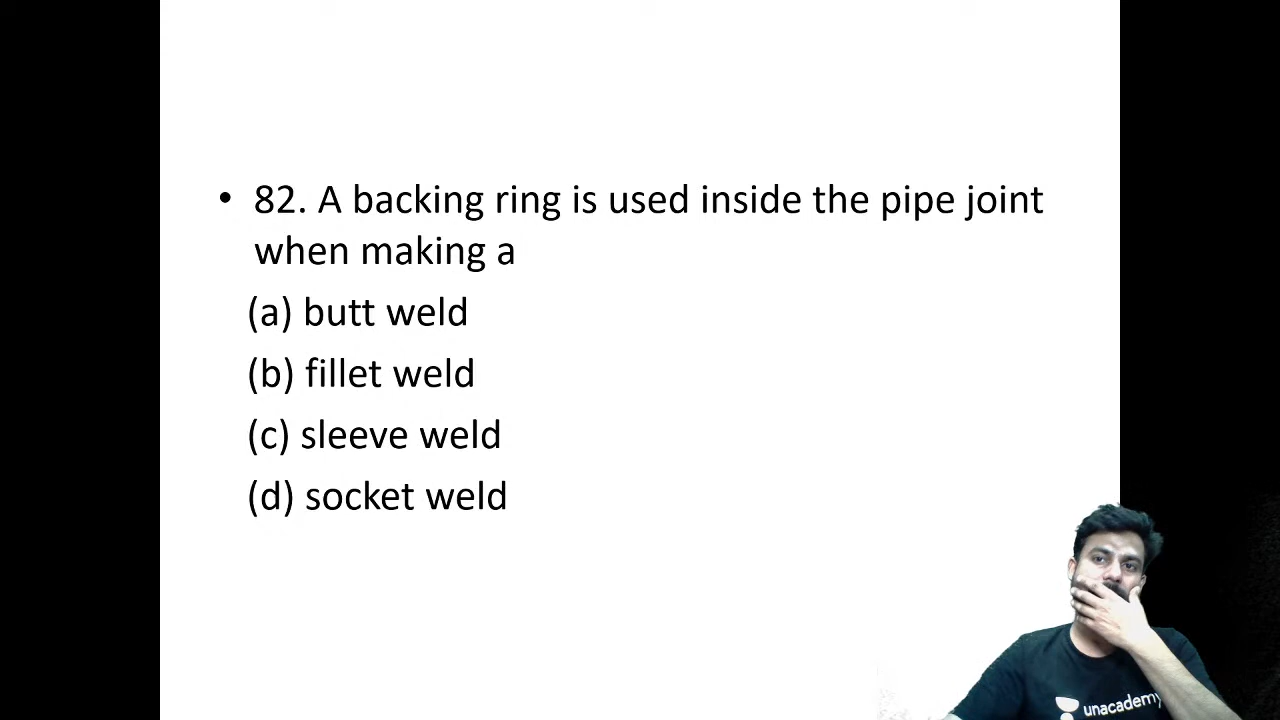 • 82. A backing ring is used inside the pipe joint
when making a
(a) butt weld
(b) fillet weld
(c) sleeve weld
(d) socket weld
unacademy